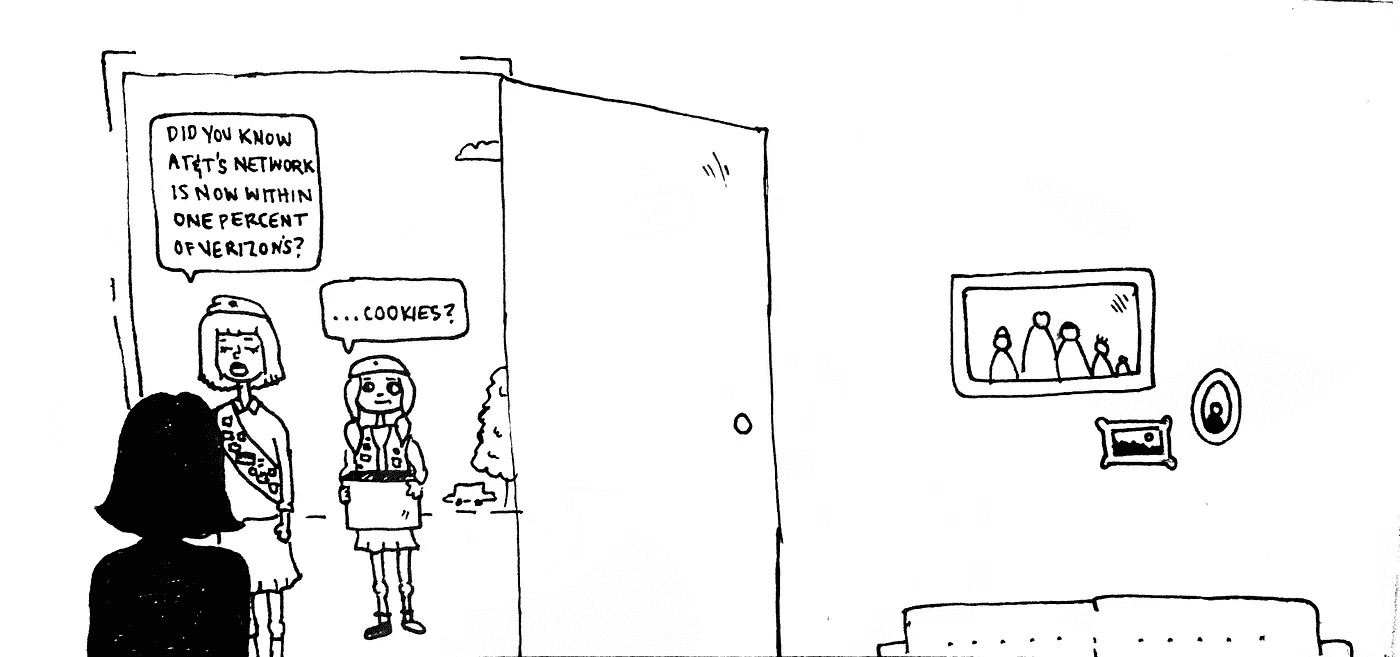 DID YOU KNOW
AT&T'S NETWORK
IS NOW WITHIN
ONE PERCENT
OF VERIZON'S?
...COOKIES?